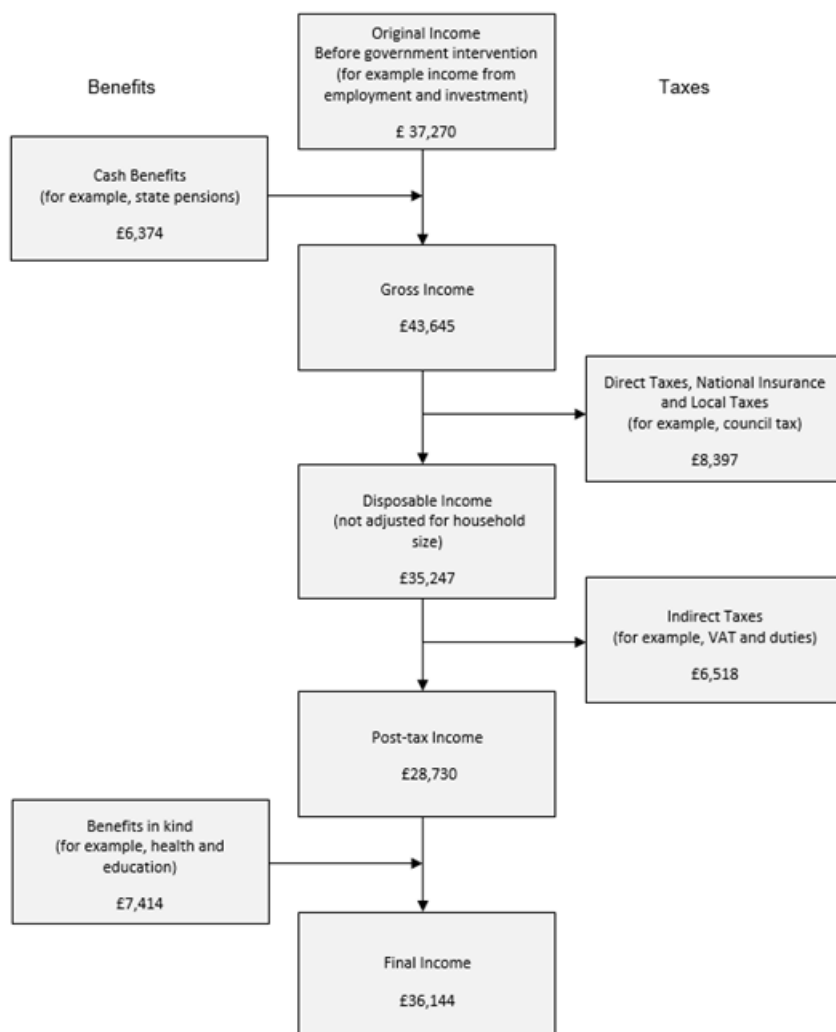 Original Income
Before government intervention
(for example income from
employment and investment)
£ 37,270
Benefits
Taxes
Cash Benefits
(for example, state pensions)
£6,374
Gross Income
£43,645
Direct Taxes, National Insurance
and Local Taxes
(for example, council tax)
£8,397
Disposable Income
(not adjusted for household
size)
£35,247
Indirect Taxes
(for example, VAT and duties)
£6,518
Post-tax Income
£28,730
Benefits in kind
(for example, health and
education)
£7,414
Final Income
£36,144